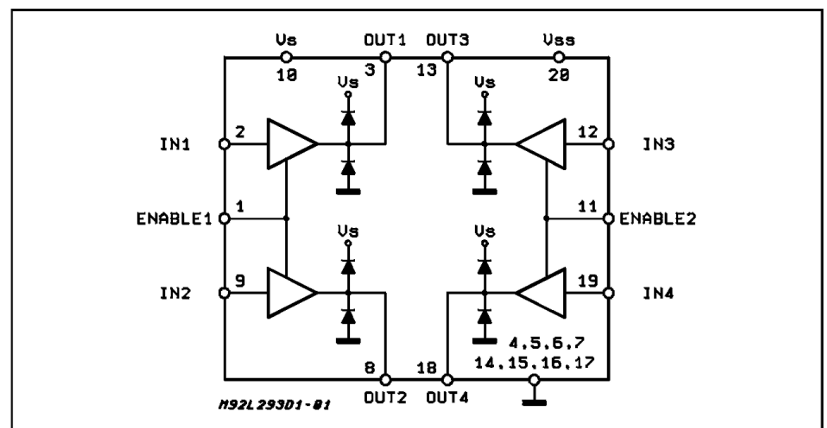 Vs OUT1 OUT3 Vss
10 3 13 20
Vs Vs
IN1 2 12 IN3
ENABLE1 1 11 ENABLE2
Vs Vs
IN2 9 19 IN4
4,5,6,7
8 18 14,15,16,17
M92L293D1-01 OUT2 OUT4